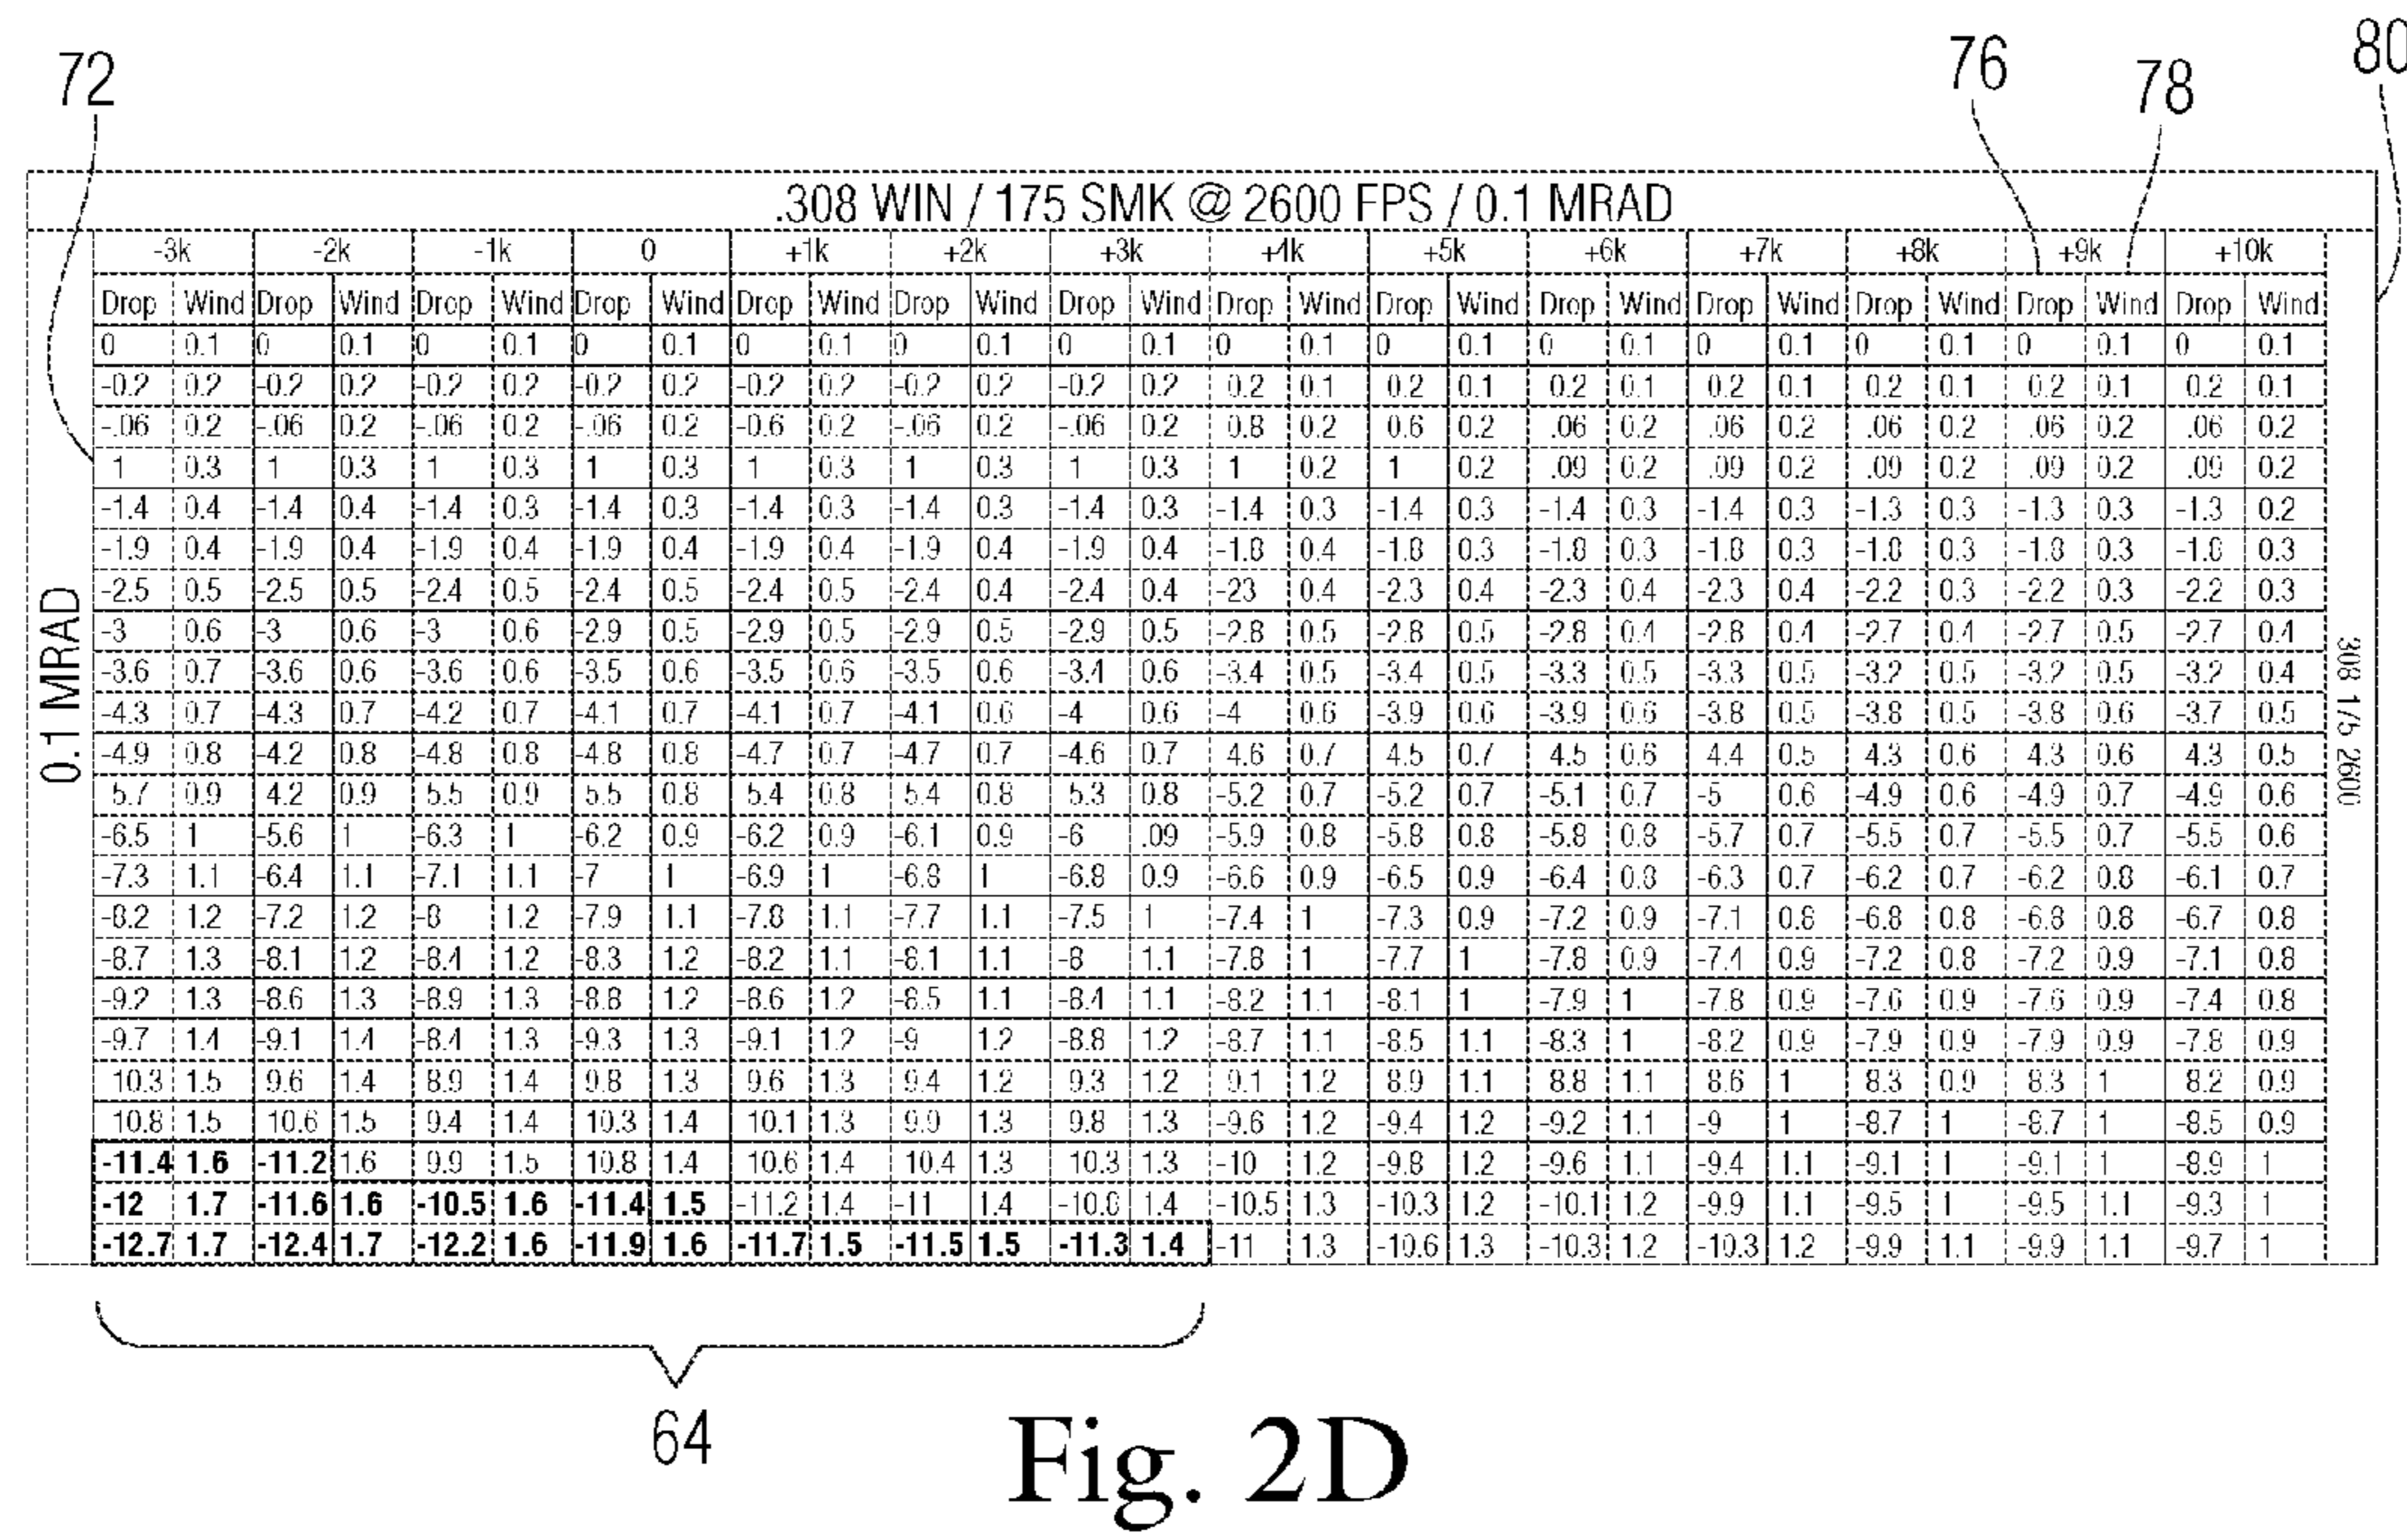 72
76
78
80
.308 WIN / 175 SMK @ 2600 FPS / 0.1 MRAD
-3k -2k -1k 0 +1k +2k +3k +4k +5k +6k +7k +8k +9k +10k
Drop Wind Drop Wind Drop Wind Drop Wind Drop Wind Drop Wind Drop Wind Drop Wind Drop Wind Drop Wind Drop Wind Drop Wind Drop Wind Drop Wind
0 0.1 0 0.1 0 0.1 0 0.1 0 0.1 0 0.1 0 0.1 0 0.1 0 0.1 0 0.1 0 0.1 0 0.1 0 0.1 0 0.1
-0.2 0.2 -0.2 0.2 -0.2 0.2 -0.2 0.2 -0.2 0.2 -0.2 0.2 -0.2 0.2 0.2 0.1 0.2 0.1 0.2 0.1 0.2 0.1 0.2 0.1 0.2 0.1 0.2 0.1
-.06 0.2 -.06 0.2 -.06 0.2 -.06 0.2 -0.6 0.2 -.06 0.2 -.06 0.2 0.8 0.2 0.6 0.2 .06 0.2 .06 0.2 .06 0.2 .06 0.2 .06 0.2
1 0.3 1 0.3 1 0.3 1 0.3 1 0.3 1 0.3 1 0.3 1 0.2 1 0.2 .09 0.2 .09 0.2 .09 0.2 .09 0.2 .09 0.2
-1.4 0.4 -1.4 0.4 -1.4 0.3 -1.4 0.3 -1.4 0.3 -1.4 0.3 -1.4 0.3 -1.4 0.3 -1.4 0.3 -1.4 0.3 -1.4 0.3 -1.3 0.3 -1.3 0.3 -1.3 0.2
-1.9 0.4 -1.9 0.4 -1.9 0.4 -1.9 0.4 -1.9 0.4 -1.9 0.4 -1.9 0.4 -1.8 0.4 -1.8 0.3 -1.8 0.3 -1.8 0.3 -1.8 0.3 -1.8 0.3 -1.8 0.3
-2.5 0.5 -2.5 0.5 -2.4 0.5 -2.4 0.5 -2.4 0.5 -2.4 0.4 -2.4 0.4 -23 0.4 -2.3 0.4 -2.3 0.4 -2.3 0.4 -2.2 0.3 -2.2 0.3 -2.2 0.3
-3 0.6 -3 0.6 -3 0.6 -2.9 0.5 -2.9 0.5 -2.9 0.5 -2.9 0.5 -2.8 0.5 -2.8 0.5 -2.8 0.4 -2.8 0.4 -2.7 0.4 -2.7 0.5 -2.7 0.4
-3.6 0.7 -3.6 0.6 -3.6 0.6 -3.5 0.6 -3.5 0.6 -3.5 0.6 -3.4 0.6 -3.4 0.5 -3.4 0.5 -3.3 0.5 -3.3 0.5 -3.2 0.5 -3.2 0.5 -3.2 0.4
-4.3 0.7 -4.3 0.7 -4.2 0.7 -4.1 0.7 -4.1 0.7 -4.1 0.6 -4 0.6 -4 0.6 -3.9 0.6 -3.9 0.6 -3.8 0.5 -3.8 0.5 -3.8 0.6 -3.7 0.5
-4.9 0.8 -4.2 0.8 -4.8 0.8 -4.8 0.8 -4.7 0.7 -4.7 0.7 -4.6 0.7 4.6 0.7 4.5 0.7 4.5 0.6 4.4 0.5 4.3 0.6 4.3 0.6 4.3 0.5
5.7 0.9 4.2 0.9 5.5 0.9 5.5 0.8 5.4 0.8 5.4 0.8 5.3 0.8 -5.2 0.7 -5.2 0.7 -5.1 0.7 -5 0.6 -4.9 0.6 -4.9 0.7 -4.9 0.6
-6.5 1 -5.6 1 -6.3 1 -6.2 0.9 -6.2 0.9 -6.1 0.9 -6 .09 -5.9 0.8 -5.8 0.8 -5.8 0.8 -5.7 0.7 -5.5 0.7 -5.5 0.7 -5.5 0.6
-7.3 1.1 -6.4 1.1 -7.1 1.1 -7 1 -6.9 1 -6.8 1 -6.8 0.9 -6.6 0.9 -6.5 0.9 -6.4 0.8 -6.3 0.7 -6.2 0.7 -6.2 0.8 -6.1 0.7
-8.2 1.2 -7.2 1.2 -8 1.2 -7.9 1.1 -7.8 1.1 -7.7 1.1 -7.5 1 -7.4 1 -7.3 0.9 -7.2 0.9 -7.1 0.8 -6.8 0.8 -6.8 0.8 -6.7 0.8
-8.7 1.3 -8.1 1.2 -8.4 1.2 -8.3 1.2 -8.2 1.1 -8.1 1.1 -8 1.1 -7.8 1 -7.7 1 -7.8 0.9 -7.4 0.9 -7.2 0.8 -7.2 0.9 -7.1 0.8
-9.2 1.3 -8.6 1.3 -8.9 1.3 -8.8 1.2 -8.6 1.2 -8.5 1.1 -8.4 1.1 -8.2 1.1 -8.1 1 -7.9 1 -7.8 0.9 -7.6 0.9 -7.6 0.9 -7.4 0.8
-9.7 1.4 -9.1 1.4 -8.4 1.3 -9.3 1.3 -9.1 1.2 -9 1.2 -8.8 1.2 -8.7 1.1 -8.5 1.1 -8.3 1 -8.2 0.9 -7.9 0.9 -7.9 0.9 -7.8 0.9
10.3 1.5 9.6 1.4 8.9 1.4 9.8 1.3 9.6 1.3 9.4 1.2 9.3 1.2 9.1 1.2 8.9 1.1 8.8 1.1 8.6 1 8.3 0.9 8.3 1 8.2 0.9
10.8 1.5 10.6 1.5 9.4 1.4 10.3 1.4 10.1 1.3 9.9 1.3 9.8 1.3 -9.6 1.2 -9.4 1.2 -9.2 1.1 -9 1 -8.7 1 -8.7 1 -8.5 0.9
-11.4 1.6 -11.2 1.6 9.9 1.5 10.8 1.4 10.6 1.4 10.4 1.3 10.3 1.3 -10 1.2 -9.8 1.2 -9.6 1.1 -9.4 1.1 -9.1 1 -9.1 1 -8.9 1
-12 1.7 -11.6 1.6 -10.5 1.6 -11.4 1.5 -11.2 1.4 -11 1.4 -10.8 1.4 -10.5 1.3 -10.3 1.2 -10.1 1.2 -9.9 1.1 -9.5 1 -9.5 1.1 -9.3 1
-12.7 1.7 -12.4 1.7 -12.2 1.6 -11.9 1.6 -11.7 1.5 -11.5 1.5 -11.3 1.4 -11 1.3 -10.6 1.3 -10.3 1.2 -10.3 1.2 -9.9 1.1 -9.9 1.1 -9.7 1
0.1 MRAD
308 175 2600
64
Fig. 2D